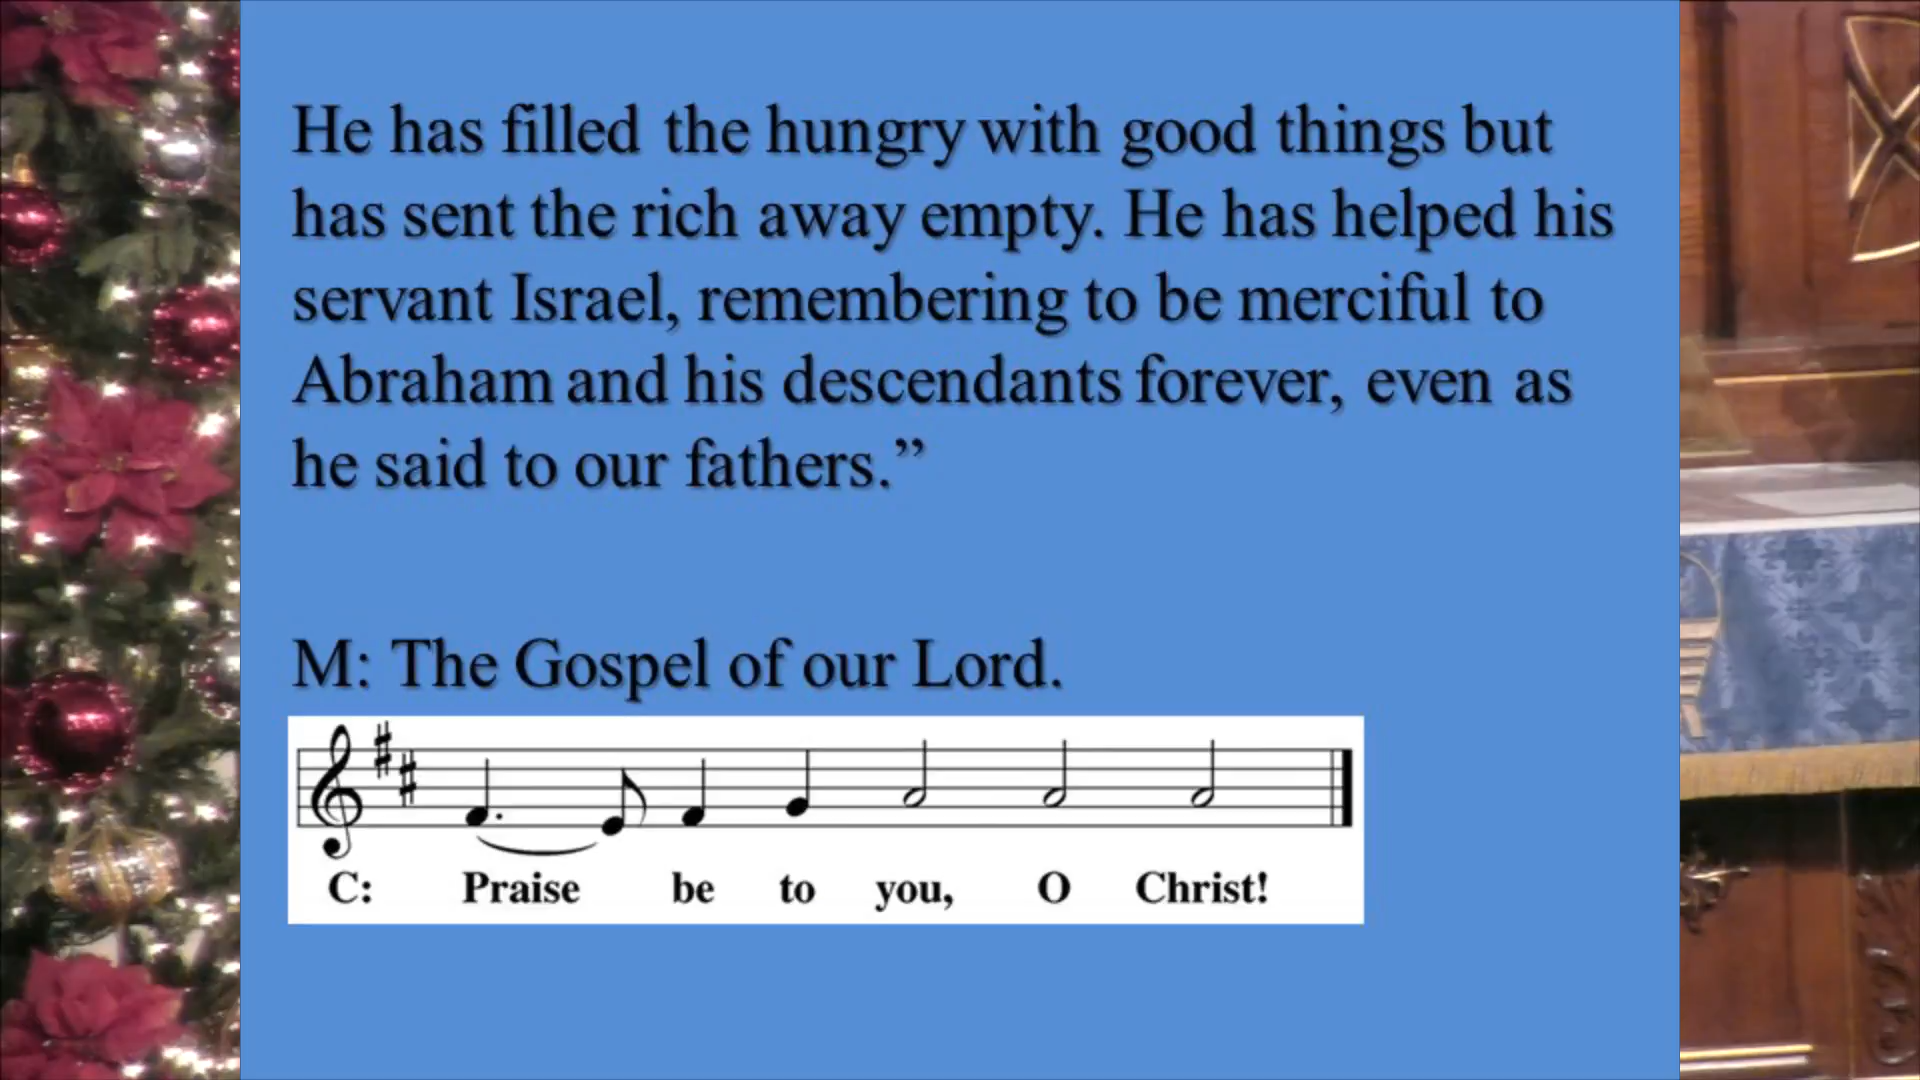 He has filled the hungry with good things but
has sent the rich away empty. He has helped his
servant Israel, remembering to be merciful to
Abraham and his descendants forever, even as
he said to our fathers.”
M: The Gospel of our Lord.
C: Praise be to you, O Christ!